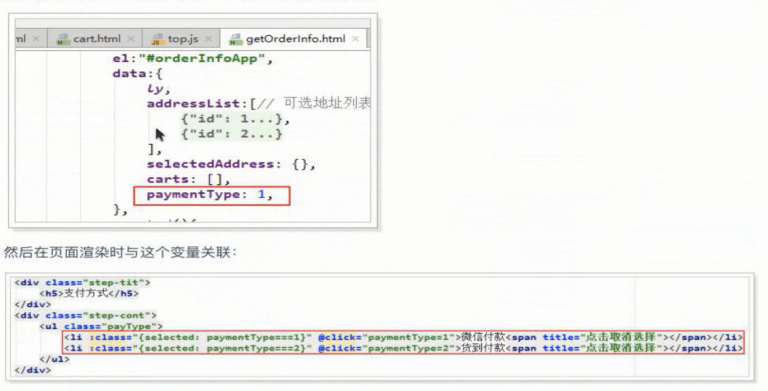 ml × cart.html × top.js × getOrderInfo.html ×
el:"#orderInfoApp",
data:{
ly,
addressList:[// 可选地址列表
{"id": 1...},
{"id": 2...}
],
selectedAddress: {},
carts: [],
paymentType: 1,
},
然后在页面渲染时与这个变量关联：
<div class="step-tit">
<h5>支付方式</h5>
</div>
<div class="step-cont">
<ul class="payType">
<li :class="{selected: paymentType===1}" @click="paymentType=1">微信付款<span title="点击取消选择"></span></li>
<li :class="{selected: paymentType===2}" @click="paymentType=2">货到付款<span title="点击取消选择"></span></li>
</ul>
</div>